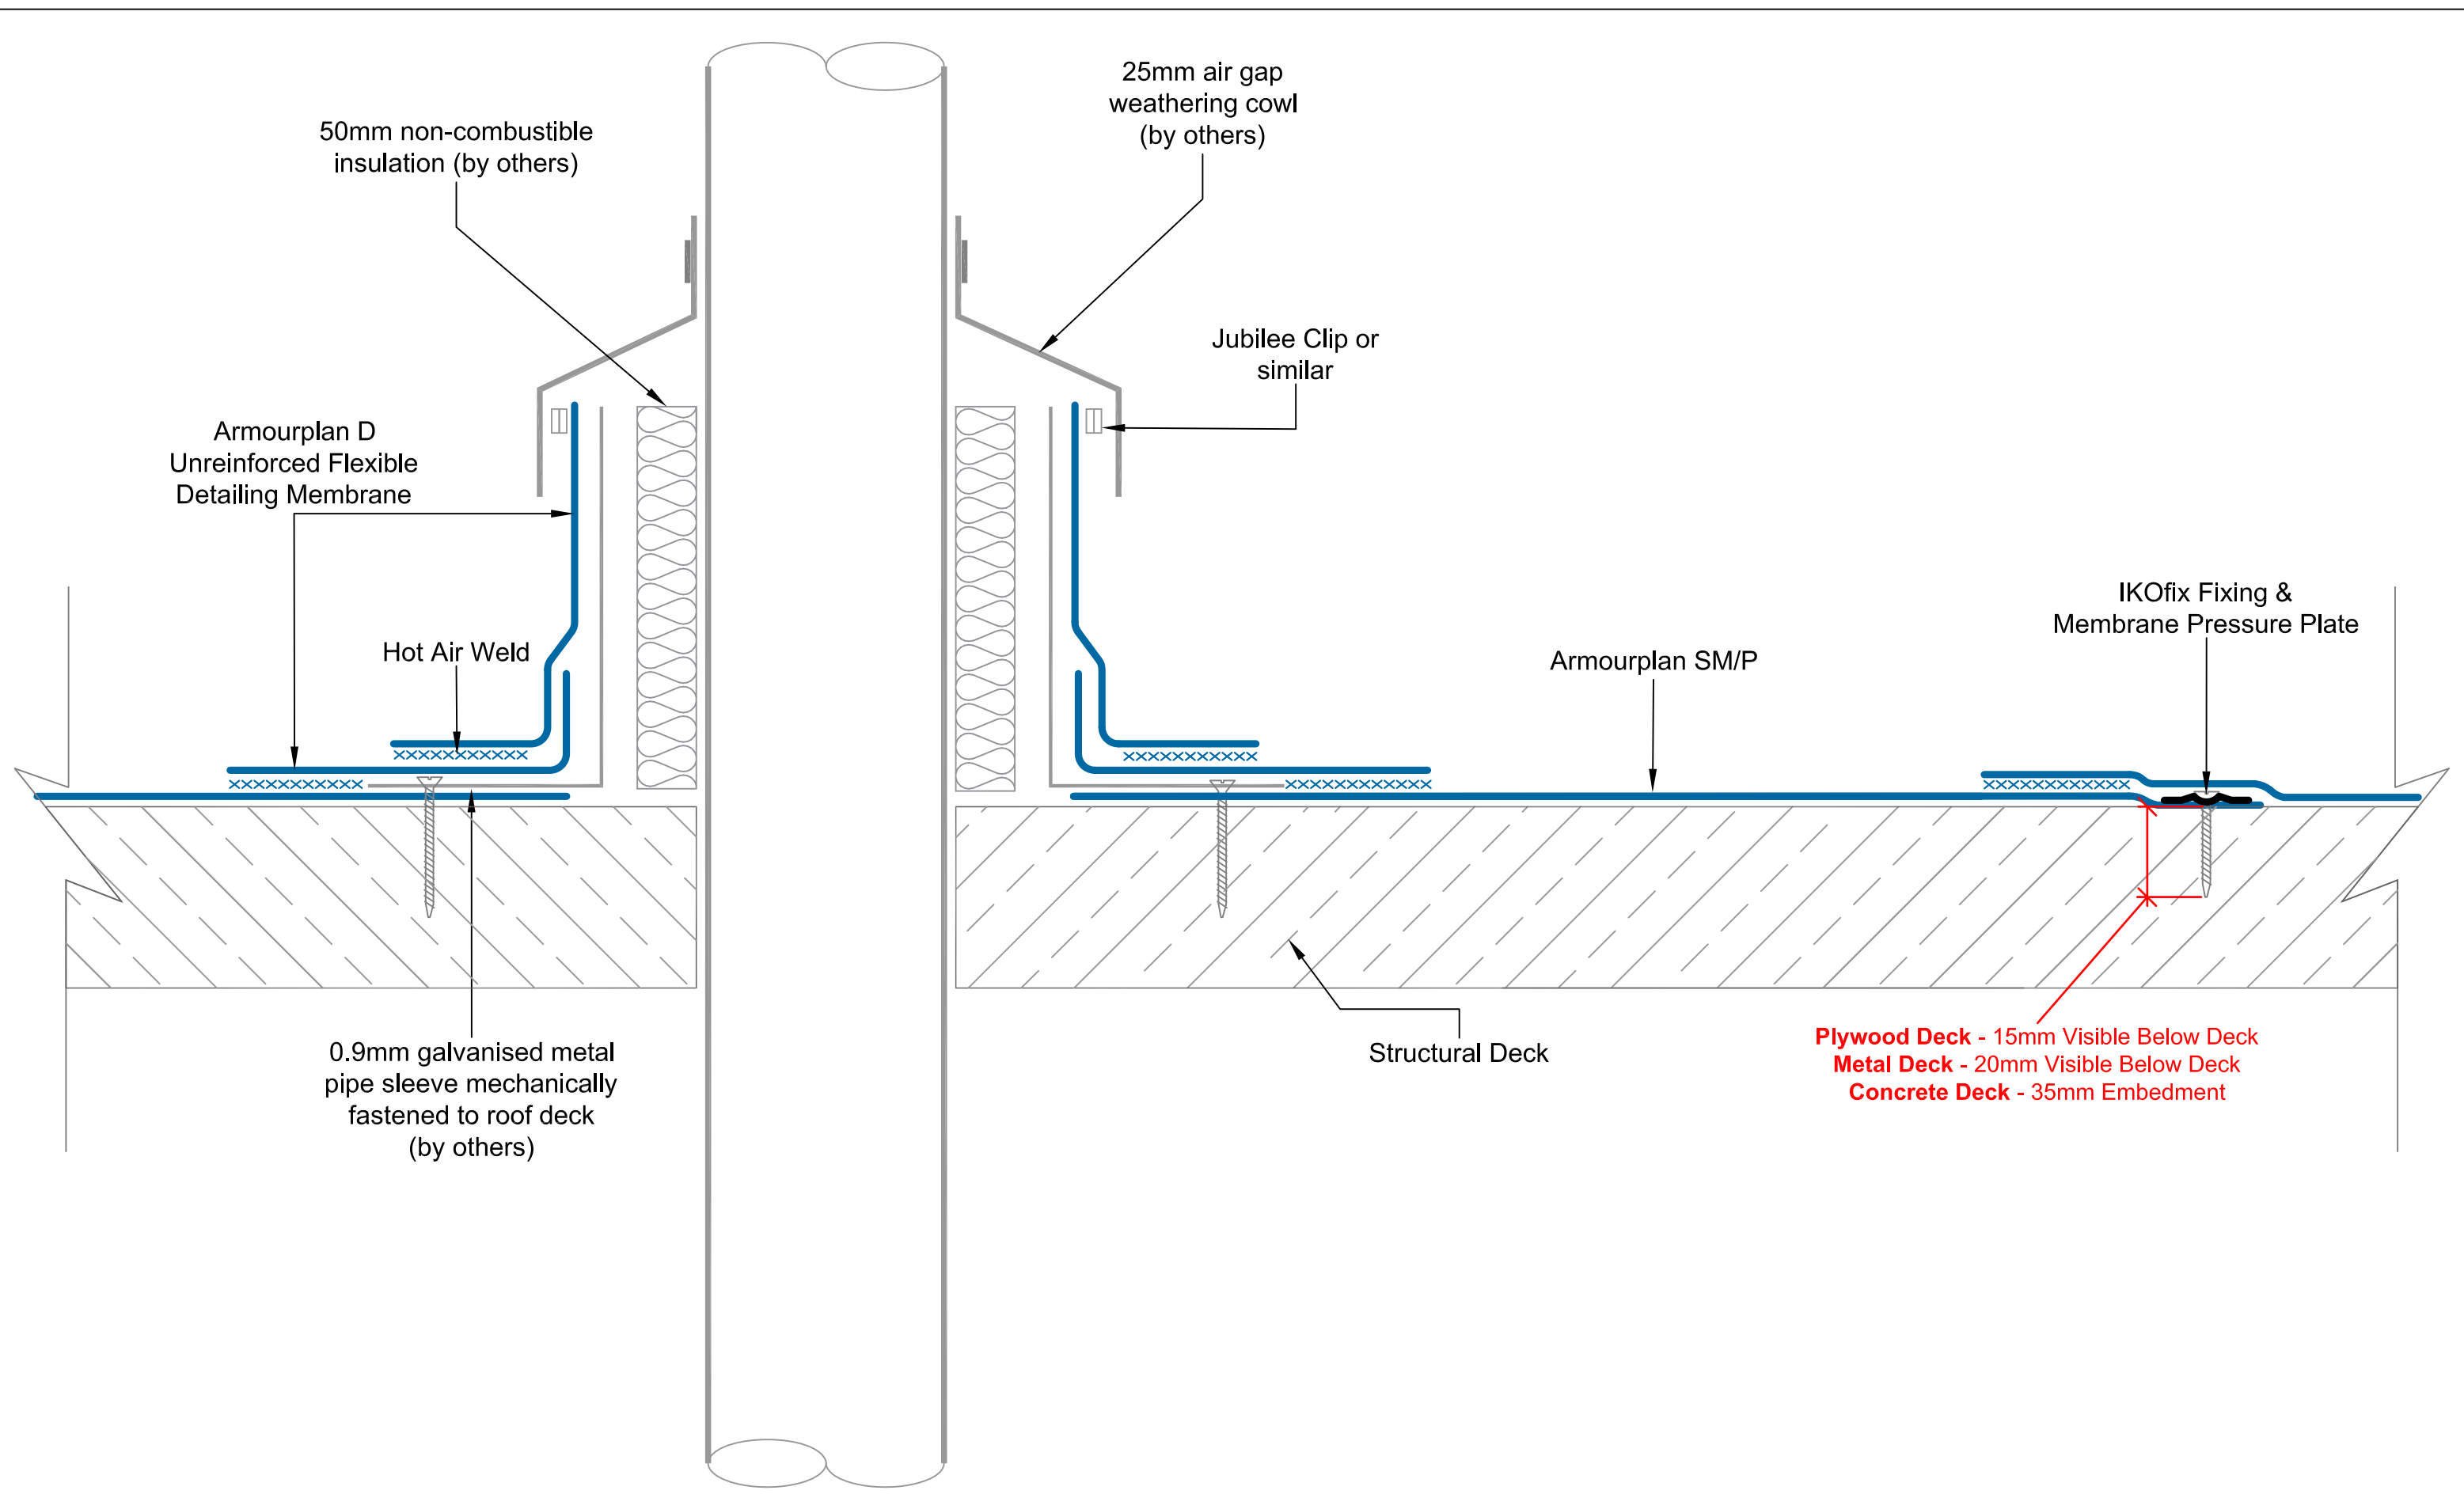 25mm air gap
weathering cowl
(by others)
50mm non-combustible
insulation (by others)
Jubilee Clip or
similar
Armourplan D
Unreinforced Flexible
Detailing Membrane
IKOfix Fixing &
Membrane Pressure Plate
Hot Air Weld
Armourplan SM/P
0.9mm galvanised metal
pipe sleeve mechanically
fastened to roof deck
(by others)
Structural Deck
Plywood Deck - 15mm Visible Below Deck
Metal Deck - 20mm Visible Below Deck
Concrete Deck - 35mm Embedment